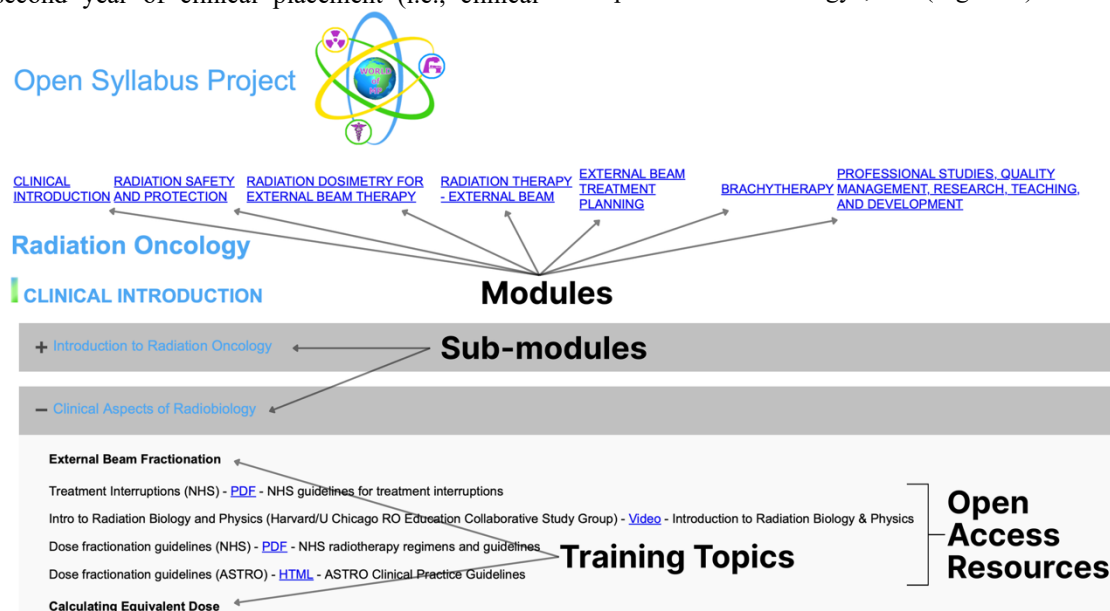 second year of clinical placement (i.e., clinical
Open Syllabus Project
WORLD
of
MP
CLINICAL
INTRODUCTION
RADIATION SAFETY
AND PROTECTION
RADIATION DOSIMETRY FOR
EXTERNAL BEAM THERAPY
RADIATION THERAPY
- EXTERNAL BEAM
EXTERNAL BEAM
TREATMENT
PLANNING
BRACHYTHERAPY
PROFESSIONAL STUDIES, QUALITY
MANAGEMENT, RESEARCH, TEACHING,
AND DEVELOPMENT
Radiation Oncology
Modules
CLINICAL INTRODUCTION
+ Introduction to Radiation Oncology
Sub-modules
− Clinical Aspects of Radiobiology
External Beam Fractionation
Treatment Interruptions (NHS) - PDF - NHS guidelines for treatment interruptions
Intro to Radiation Biology and Physics (Harvard/U Chicago RO Education Collaborative Study Group) - Video - Introduction to Radiation Biology & Physics
Dose fractionation guidelines (NHS) - PDF - NHS radiotherapy regimens and guidelines
Dose fractionation guidelines (ASTRO) - HTML - ASTRO Clinical Practice Guidelines
Training Topics
Open
Access
Resources
Calculating Equivalent Dose